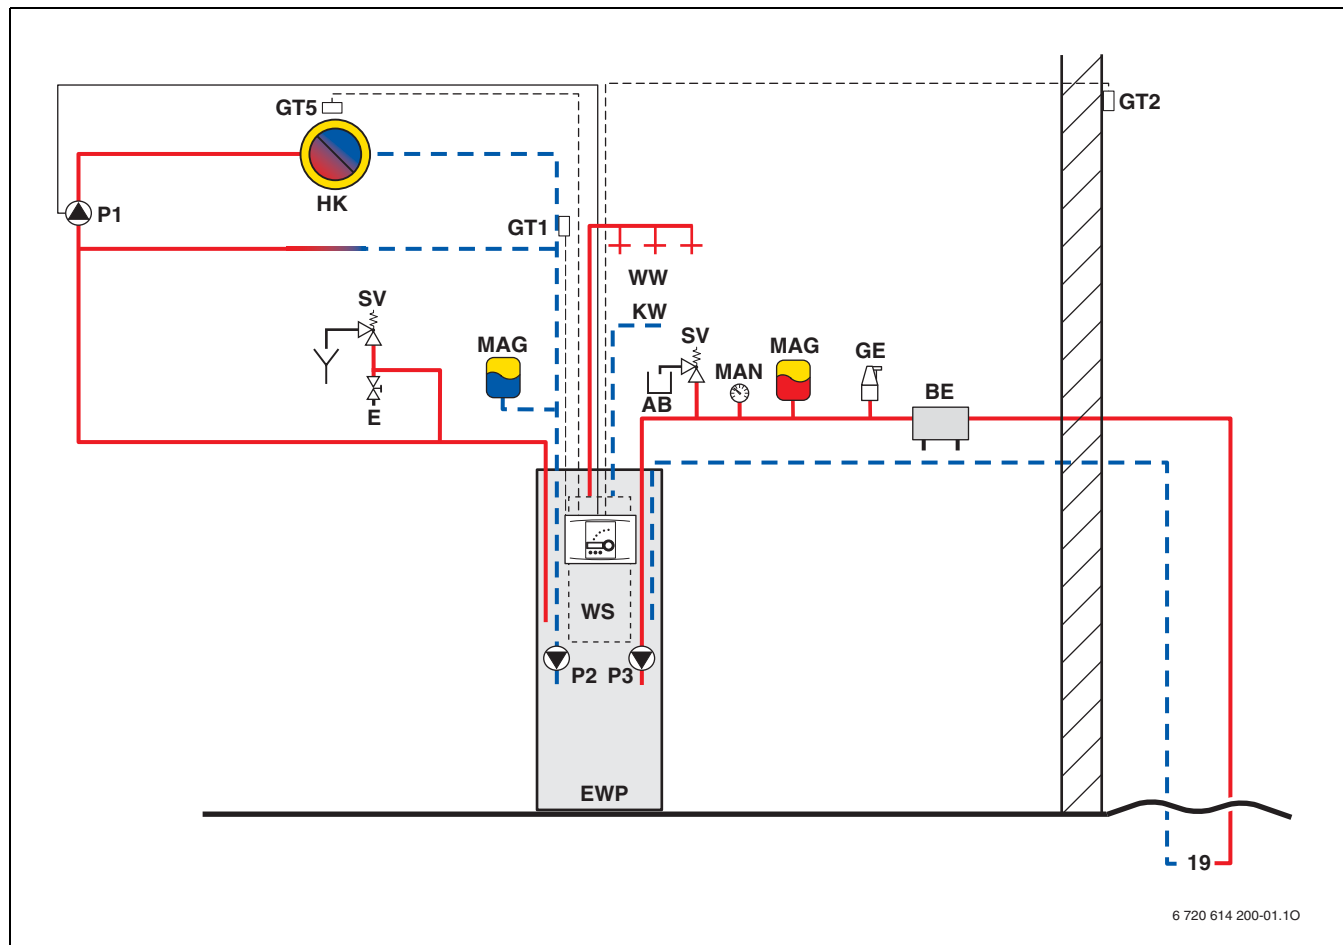 GT5
GT2
HK
P1
GT1
WW
KW
SV
MAG
SV
MAN
MAG
GE
BE
AB
E
WS
P2
P3
EWP
19
6 720 614 200-01.1O